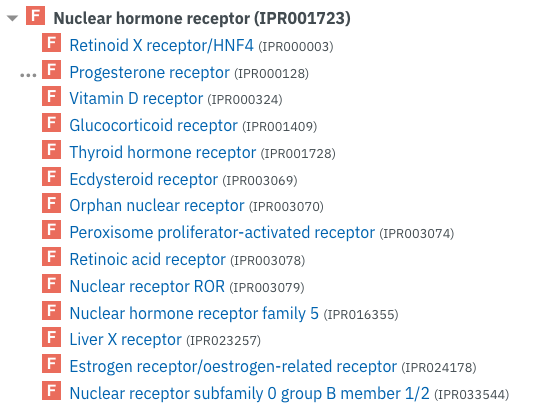 F Nuclear hormone receptor (IPR001723)
F Retinoid X receptor/HNF4 (IPR000003)
... F Progesterone receptor (IPR000128)
F Vitamin D receptor (IPR000324)
F Glucocorticoid receptor (IPR001409)
F Thyroid hormone receptor (IPR001728)
F Ecdysteroid receptor (IPR003069)
F Orphan nuclear receptor (IPR003070)
F Peroxisome proliferator-activated receptor (IPR003074)
F Retinoic acid receptor (IPR003078)
F Nuclear receptor ROR (IPR003079)
F Nuclear hormone receptor family 5 (IPR016355)
F Liver X receptor (IPR023257)
F Estrogen receptor/oestrogen-related receptor (IPR024178)
F Nuclear receptor subfamily 0 group B member 1/2 (IPR033544)